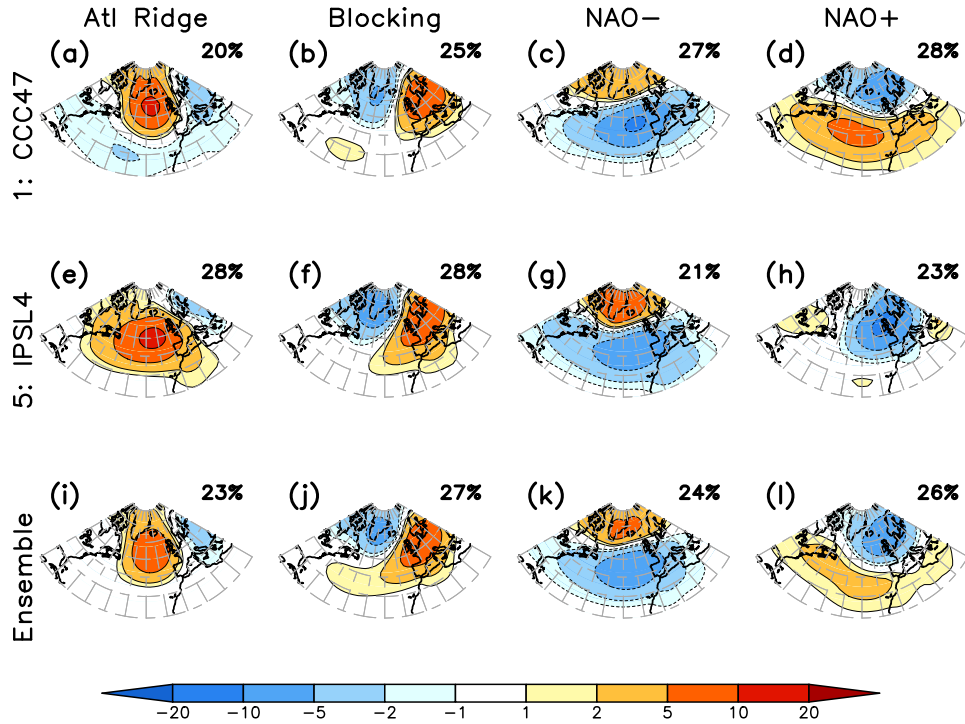 Atl Ridge Blocking NAO− NAO+
(a) 20% (b) 25% (c) 27% (d) 28%
1: CCC47
(e) 28% (f) 28% (g) 21% (h) 23%
5: IPSL4
(i) 23% (j) 27% (k) 24% (l) 26%
Ensemble
−20 −10 −5 −2 −1 1 2 5 10 20